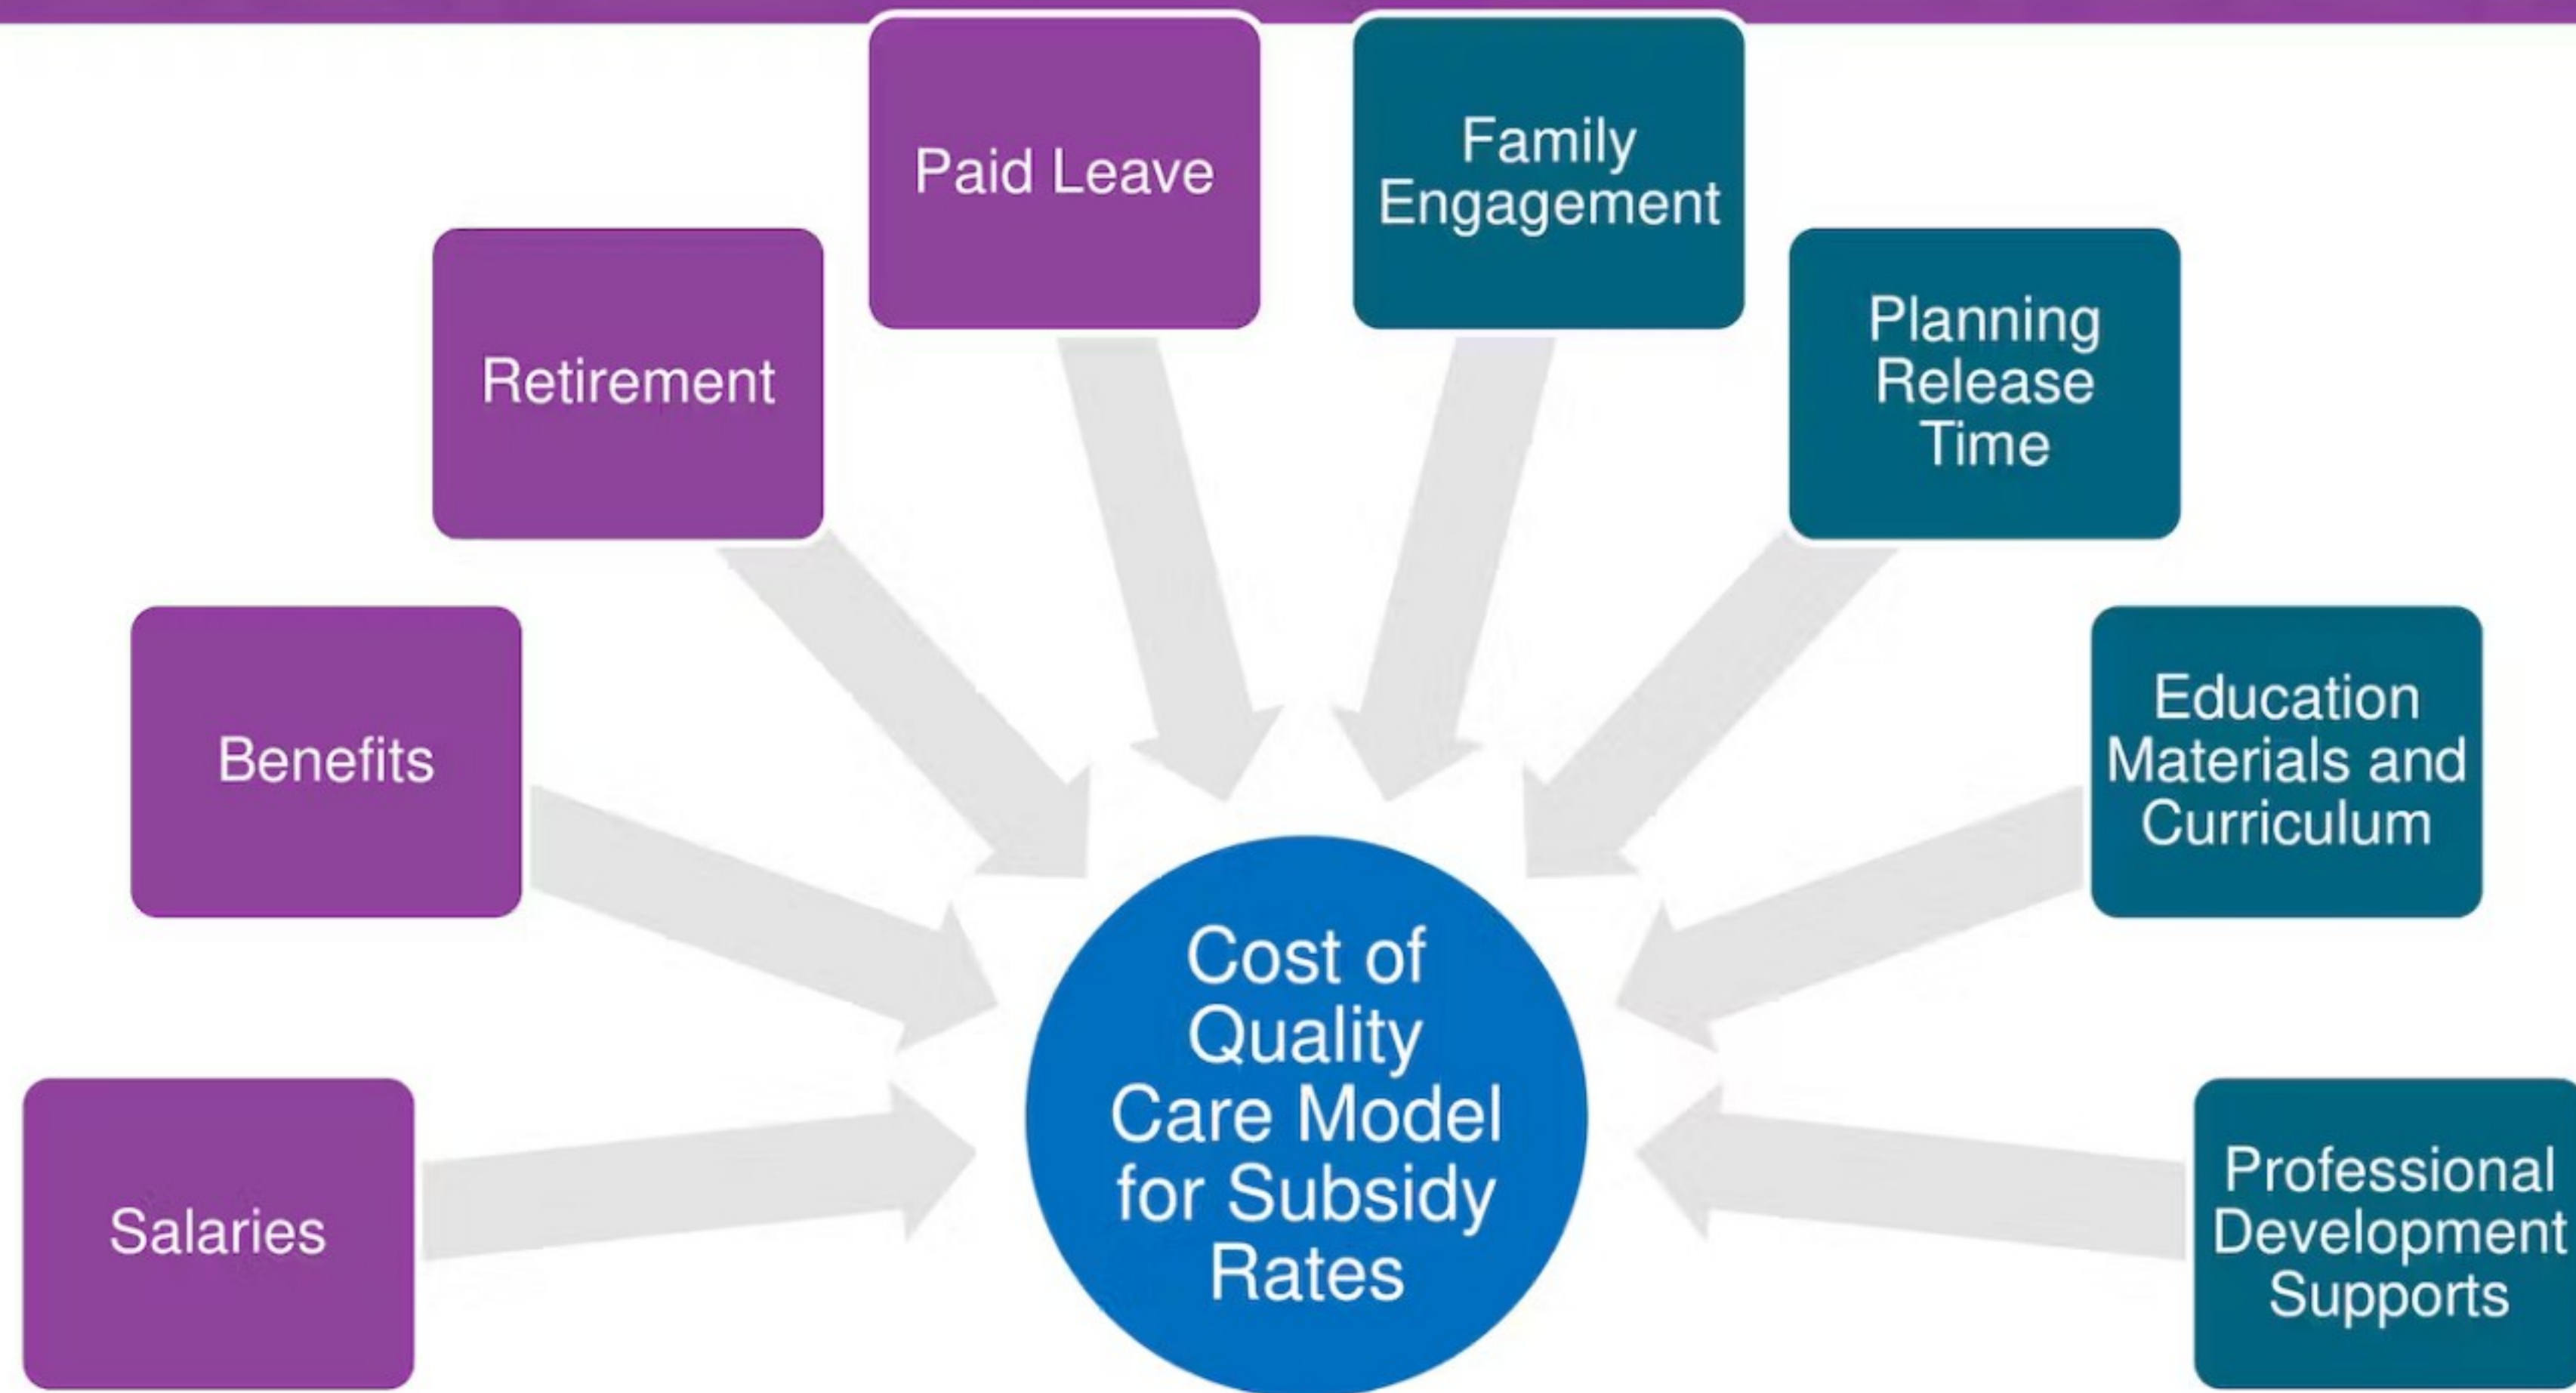 Paid Leave
Family
Engagement
Retirement
Planning
Release
Time
Benefits
Education
Materials and
Curriculum
Salaries
Cost of
Quality
Care Model
for Subsidy
Rates
Professional
Development
Supports